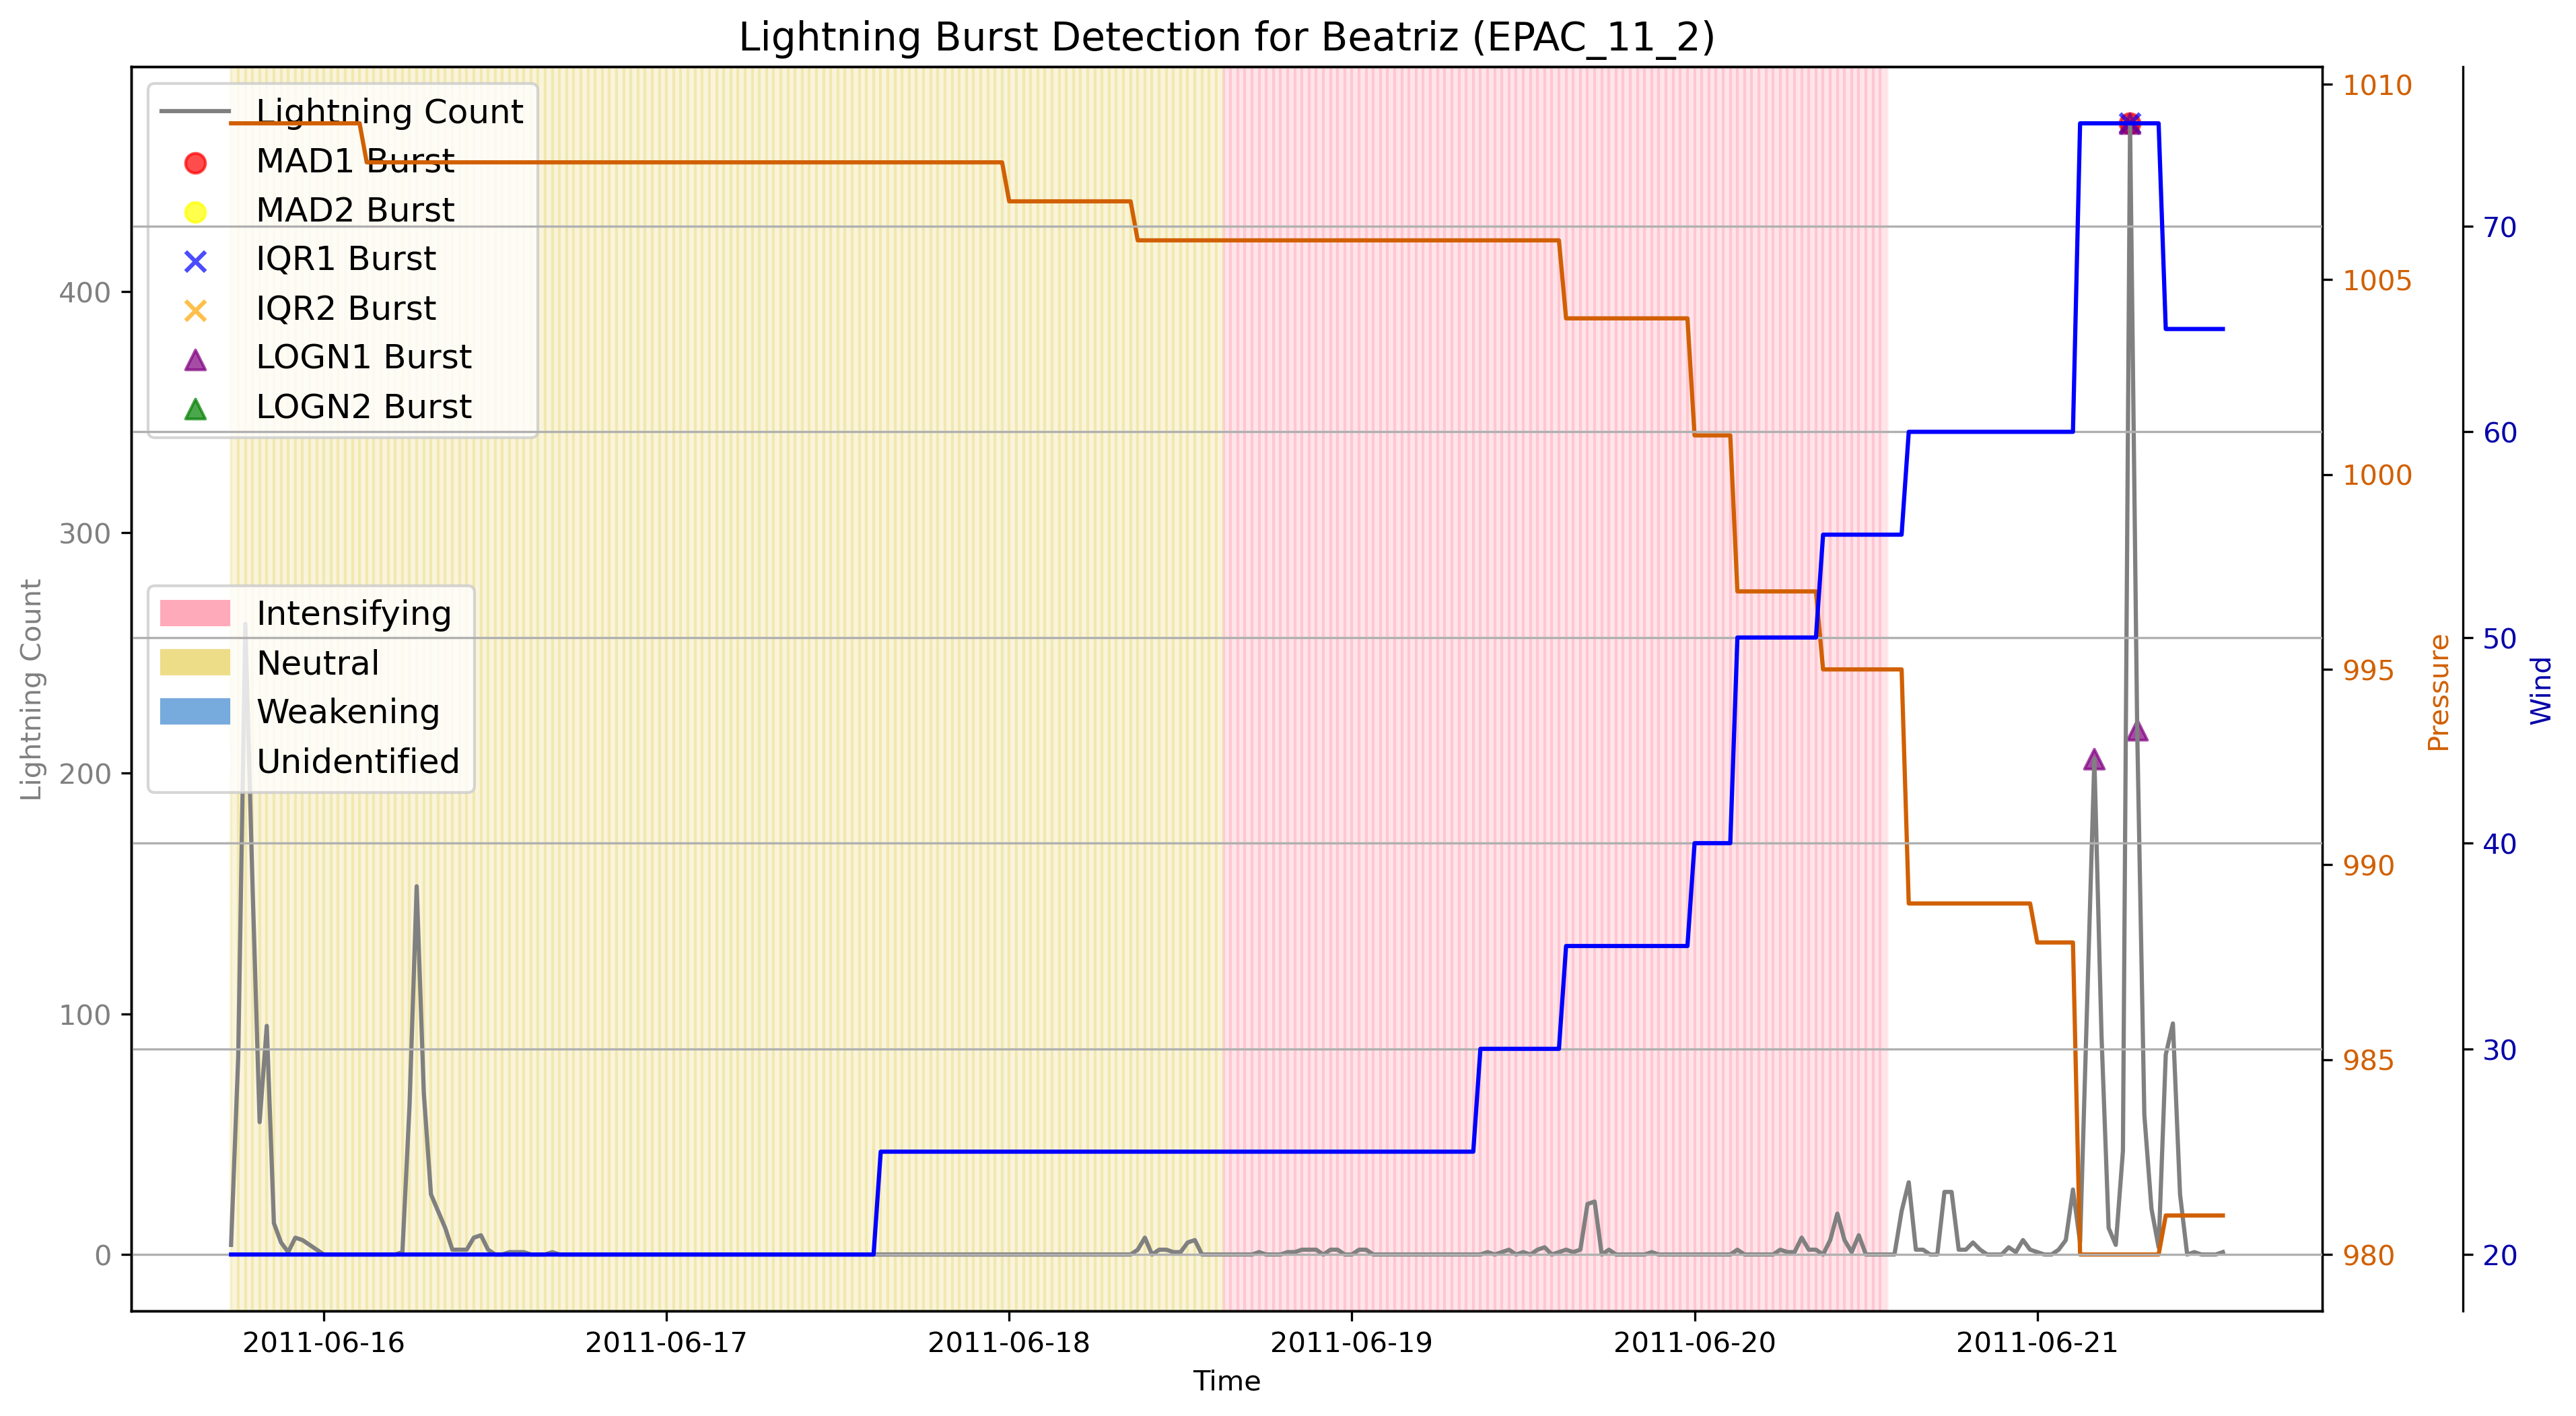 Lightning Burst Detection for Beatriz (EPAC_11_2)
Lightning Count
MAD1 Burst
MAD2 Burst
IQR1 Burst
IQR2 Burst
LOGN1 Burst
LOGN2 Burst
Intensifying
Neutral
Weakening
Unidentified
Lightning Count
400
300
200
100
0
1010
1005
1000
995
990
985
980
Pressure
70
60
50
40
30
20
Wind
2011-06-16 2011-06-17 2011-06-18 2011-06-19 2011-06-20 2011-06-21
Time